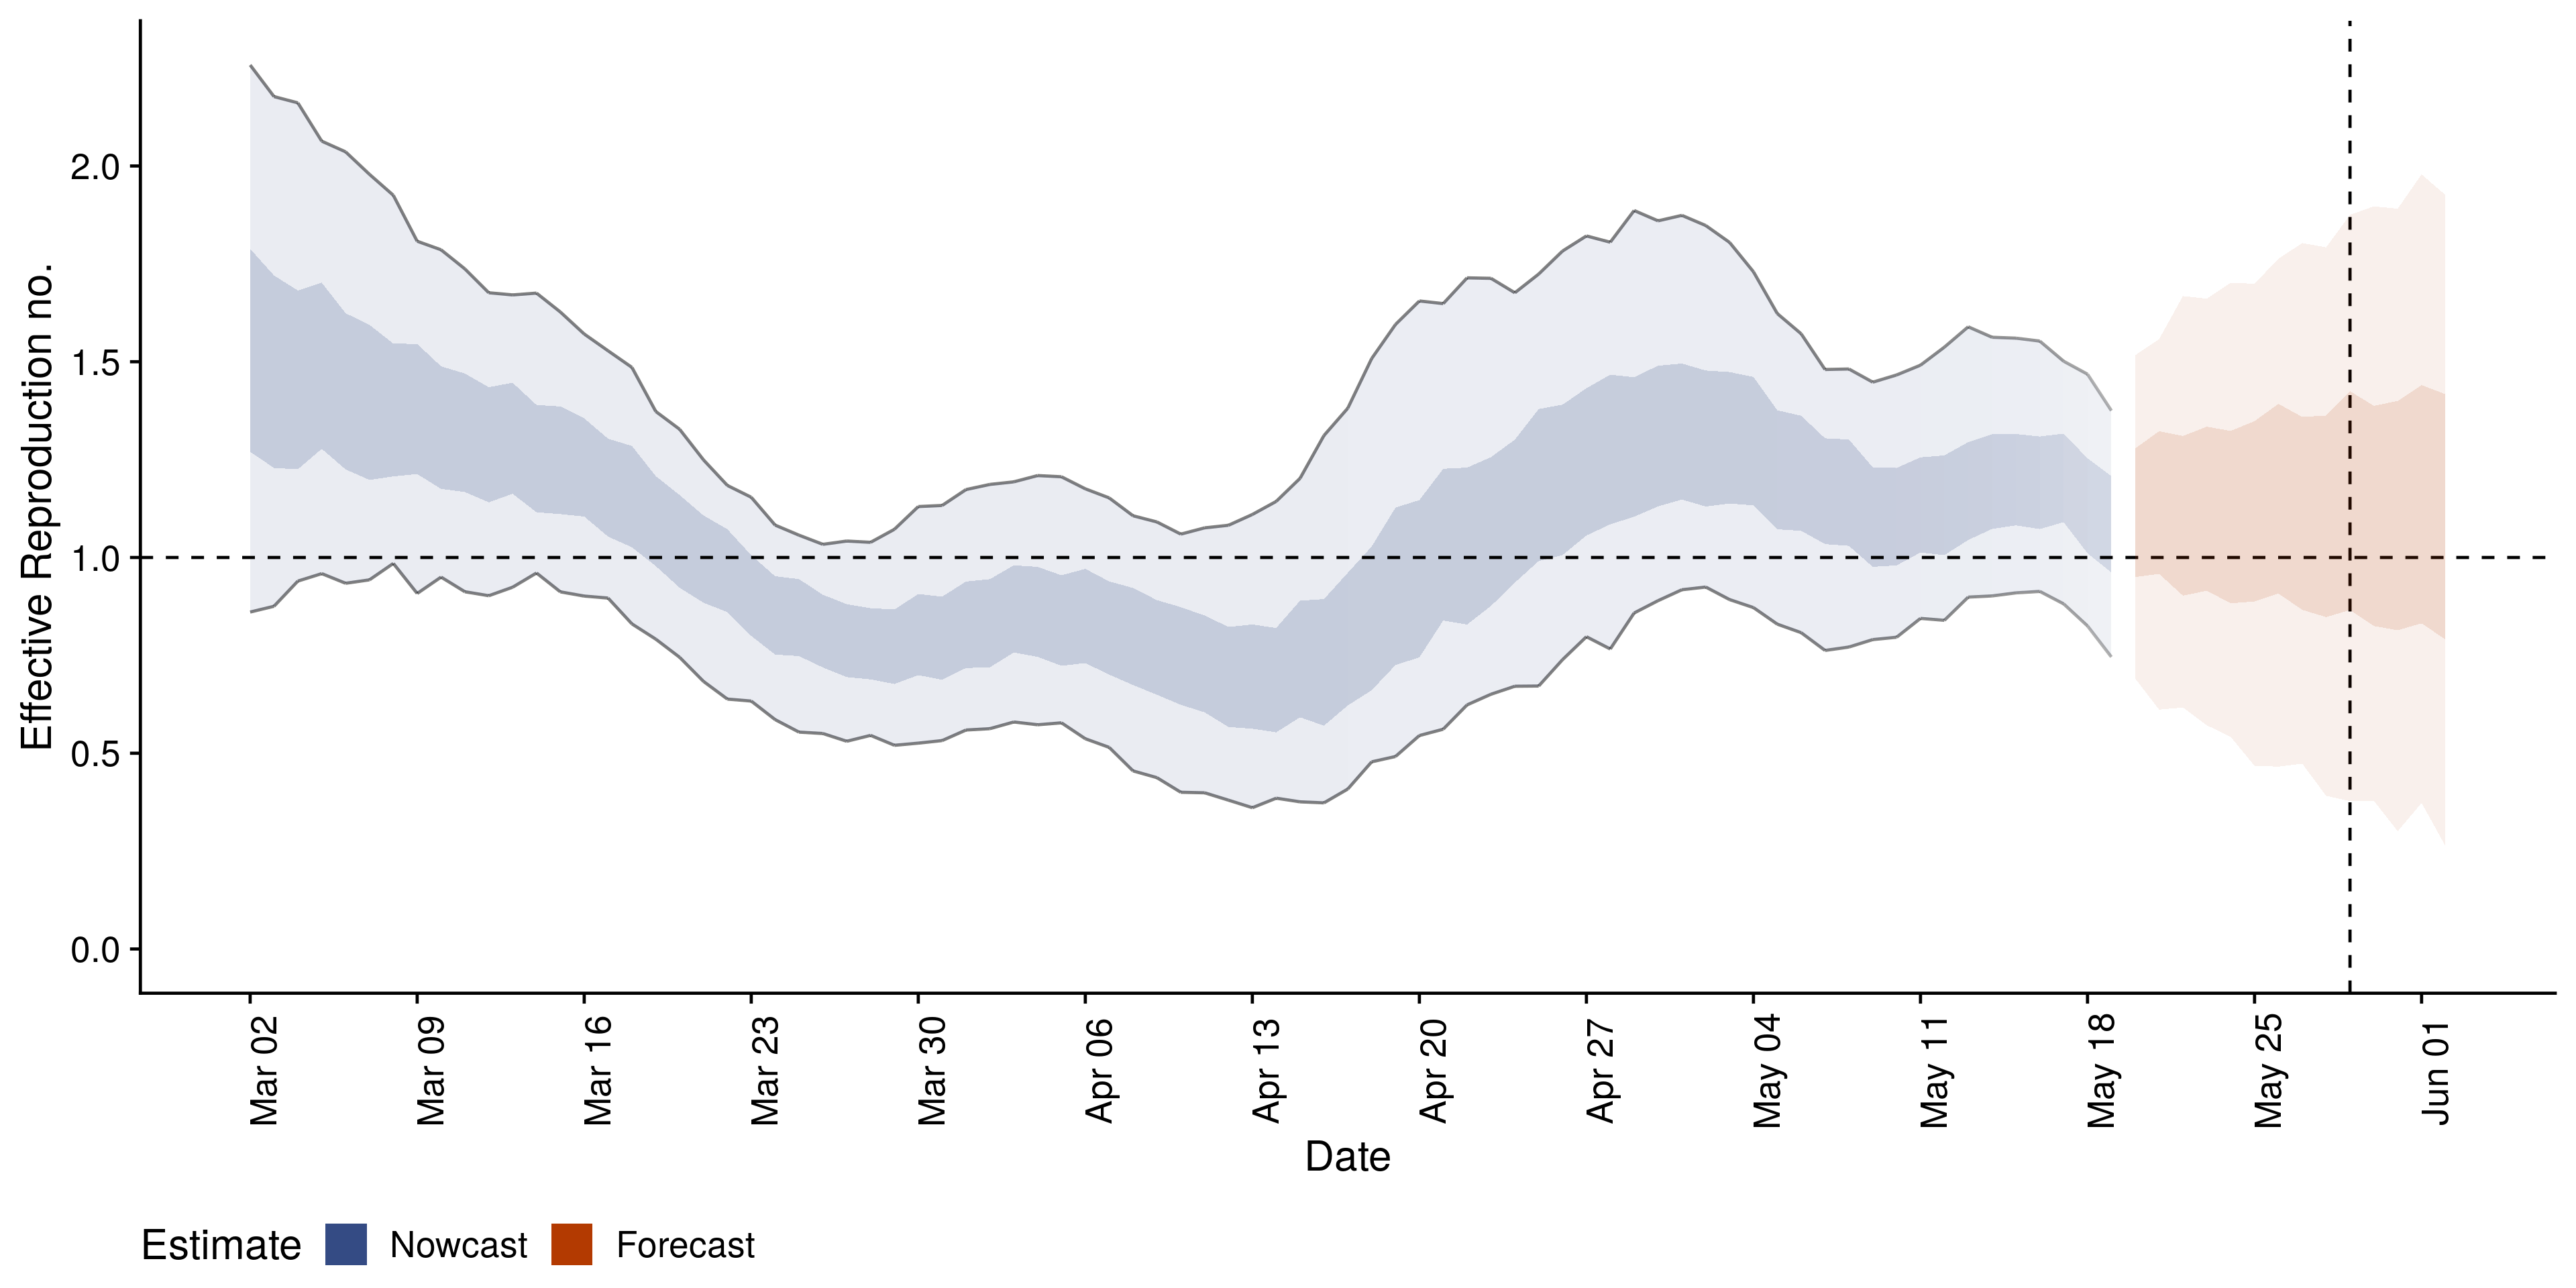 Effective Reproduction no.
2.0
1.5
1.0
0.5
0.0
Mar 02
Mar 09
Mar 16
Mar 23
Mar 30
Apr 06
Apr 13
Apr 20
Apr 27
May 04
May 11
May 18
May 25
Jun 01
Date
Estimate Nowcast Forecast